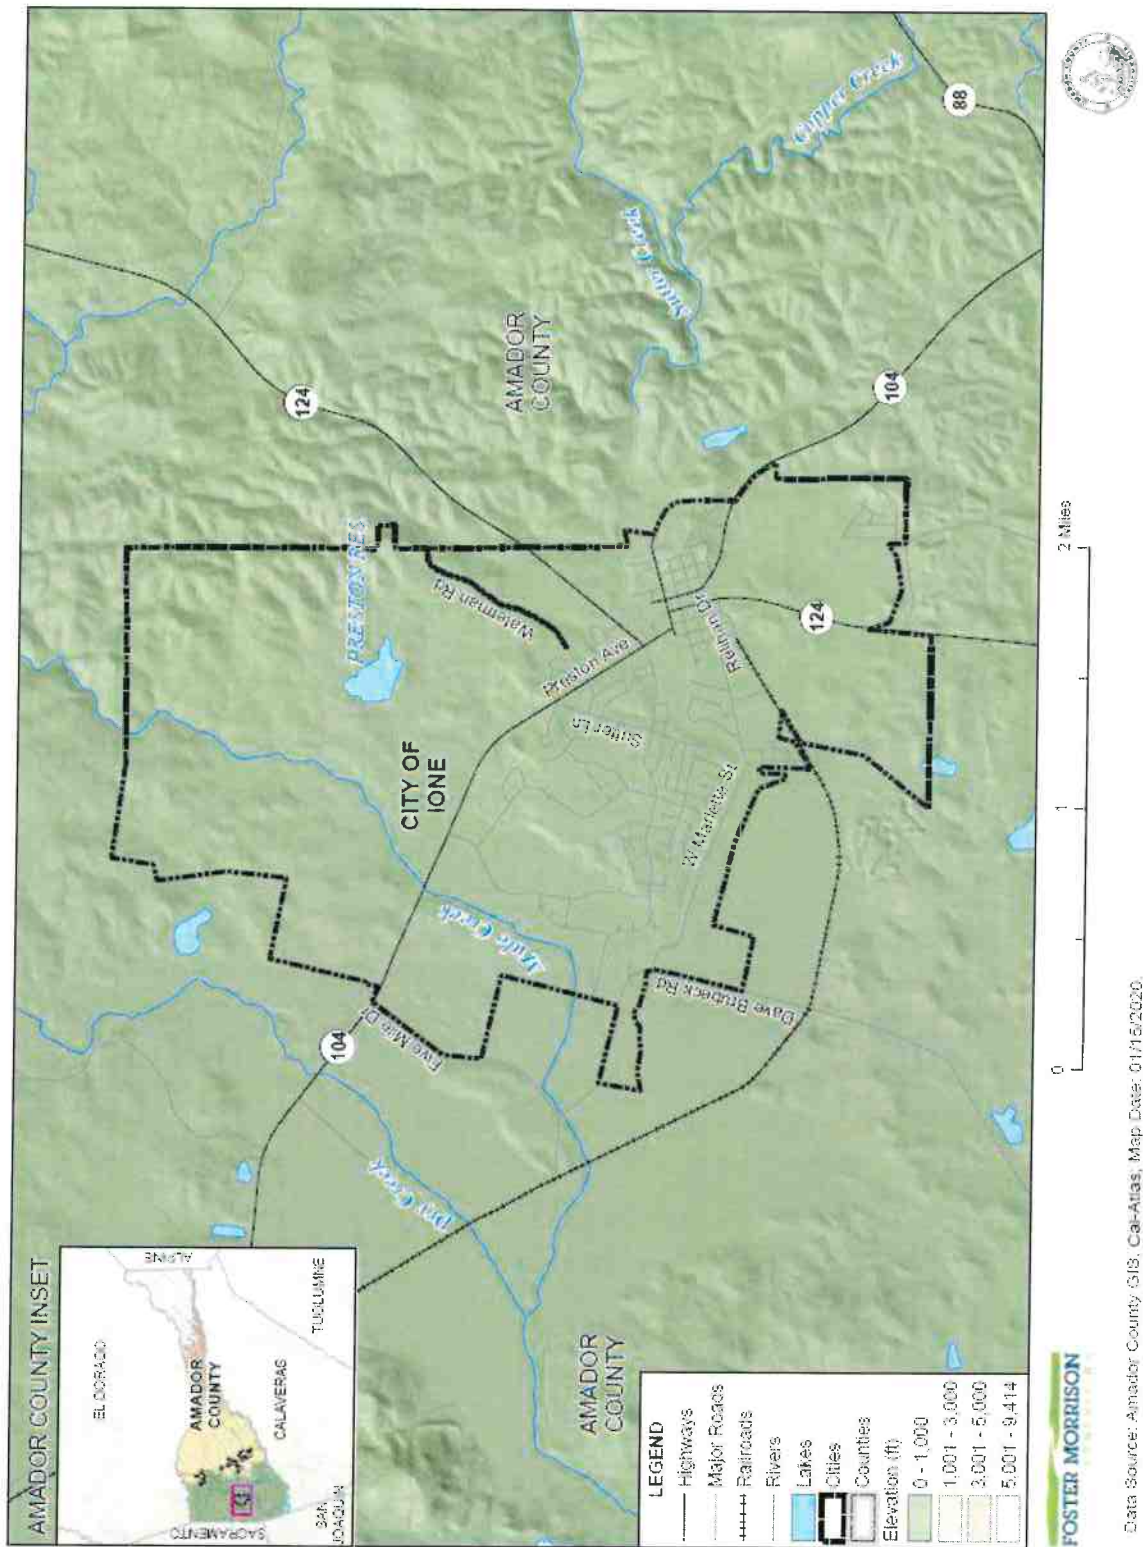 AMADOR COUNTY INSET
EL DORADO
ALPINE
AMADOR
COUNTY
SACRAMENTO
CALAVERAS
SAN
JOAQUIN
TUOLUMNE
PRESTON RES
CITY OF
IONE
AMADOR
COUNTY
AMADOR
COUNTY
Dry Creek
Mule Creek
Sutter Creek
Copper Creek
Five Mile Dr
Waterman Rd
Preston Ave
Sutter Ln
W Marlette St
Dave Brubeck Rd
104
124
124
104
88
LEGEND
Highways
Major Roads
Railroads
Rivers
Lakes
Cities
Counties
Elevation (ft)
0 - 1,000
1,001 - 3,000
3,001 - 5,000
5,001 - 9,414
0
1
2 Miles
FOSTER MORRISON
Data Source: Amador County GIS, Cal-Atlas; Map Date: 01/15/2020.